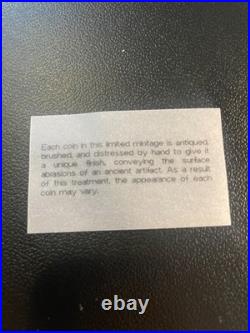 Each coin in this limited mintage is antiqued,
brushed, and distressed by hand to give it
a unique finish, conveying the surface
abrasions of an ancient artifact. As a result
of this treatment, the appearance of each
coin may vary.